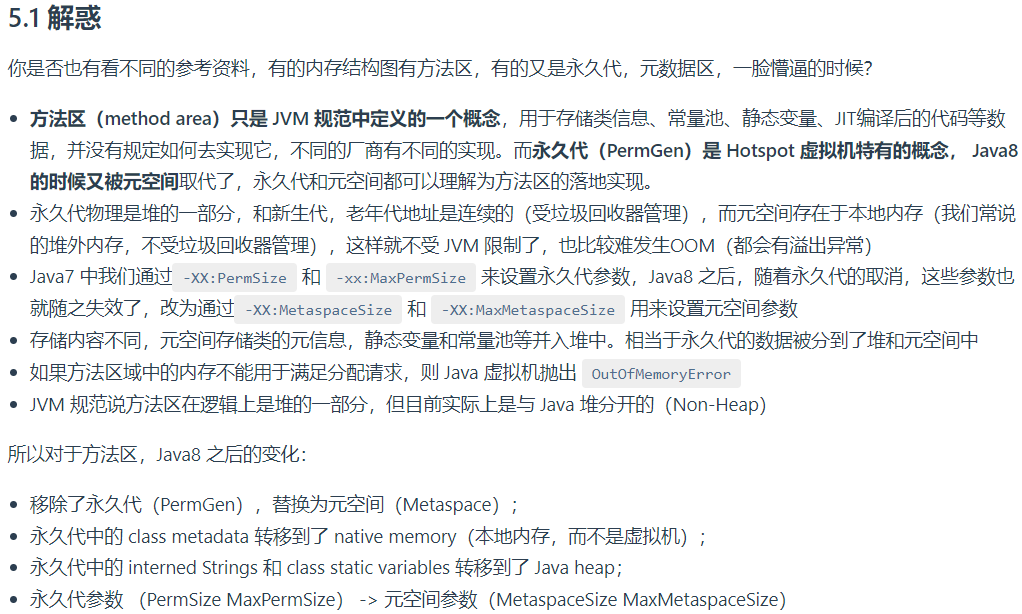 5.1 解惑
你是否也有看不同的参考资料，有的内存结构图有方法区，有的又是永久代，元数据区，一脸懵逼的时候？
• 方法区（method area）只是 JVM 规范中定义的一个概念，用于存储类信息、常量池、静态变量、JIT编译后的代码等数
据，并没有规定如何去实现它，不同的厂商有不同的实现。而永久代（PermGen）是 Hotspot 虚拟机特有的概念， Java8
的时候又被元空间取代了，永久代和元空间都可以理解为方法区的落地实现。
• 永久代物理是堆的一部分，和新生代，老年代地址是连续的（受垃圾回收器管理），而元空间存在于本地内存（我们常说
的堆外内存，不受垃圾回收器管理），这样就不受 JVM 限制了，也比较难发生OOM（都会有溢出异常）
• Java7 中我们通过 -XX:PermSize 和 -xx:MaxPermSize 来设置永久代参数，Java8 之后，随着永久代的取消，这些参数也
就随之失效了，改为通过 -XX:MetaspaceSize 和 -XX:MaxMetaspaceSize 用来设置元空间参数
• 存储内容不同，元空间存储类的元信息，静态变量和常量池等并入堆中。相当于永久代的数据被分到了堆和元空间中
• 如果方法区域中的内存不能用于满足分配请求，则 Java 虚拟机抛出 OutOfMemoryError
• JVM 规范说方法区在逻辑上是堆的一部分，但目前实际上是与 Java 堆分开的（Non-Heap）
所以对于方法区，Java8 之后的变化：
• 移除了永久代（PermGen），替换为元空间（Metaspace）；
• 永久代中的 class metadata 转移到了 native memory（本地内存，而不是虚拟机）；
• 永久代中的 interned Strings 和 class static variables 转移到了 Java heap；
• 永久代参数 （PermSize MaxPermSize） -> 元空间参数（MetaspaceSize MaxMetaspaceSize）